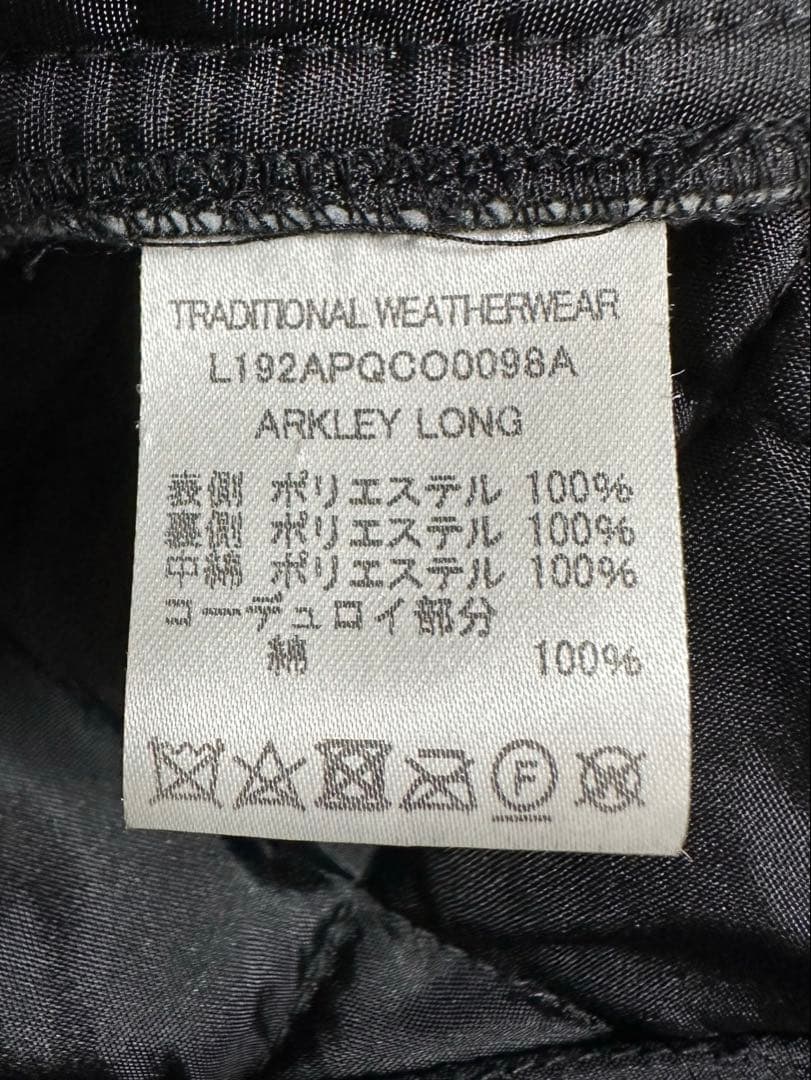 TRADITIONAL WEATHERWEAR
L192APQCO0098A
ARKLEY LONG
表側 ポリエステル 100%
裏側 ポリエステル 100%
中綿 ポリエステル 100%
コーデュロイ部分
綿 100%
F
W